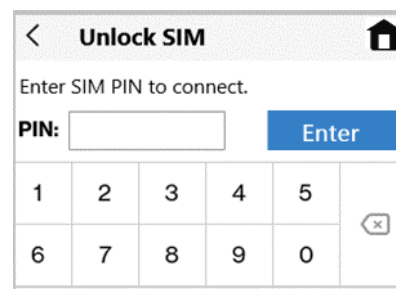 Unlock SIM
Enter SIM PIN to connect.
PIN: Enter
1 2 3 4 5
6 7 8 9 0